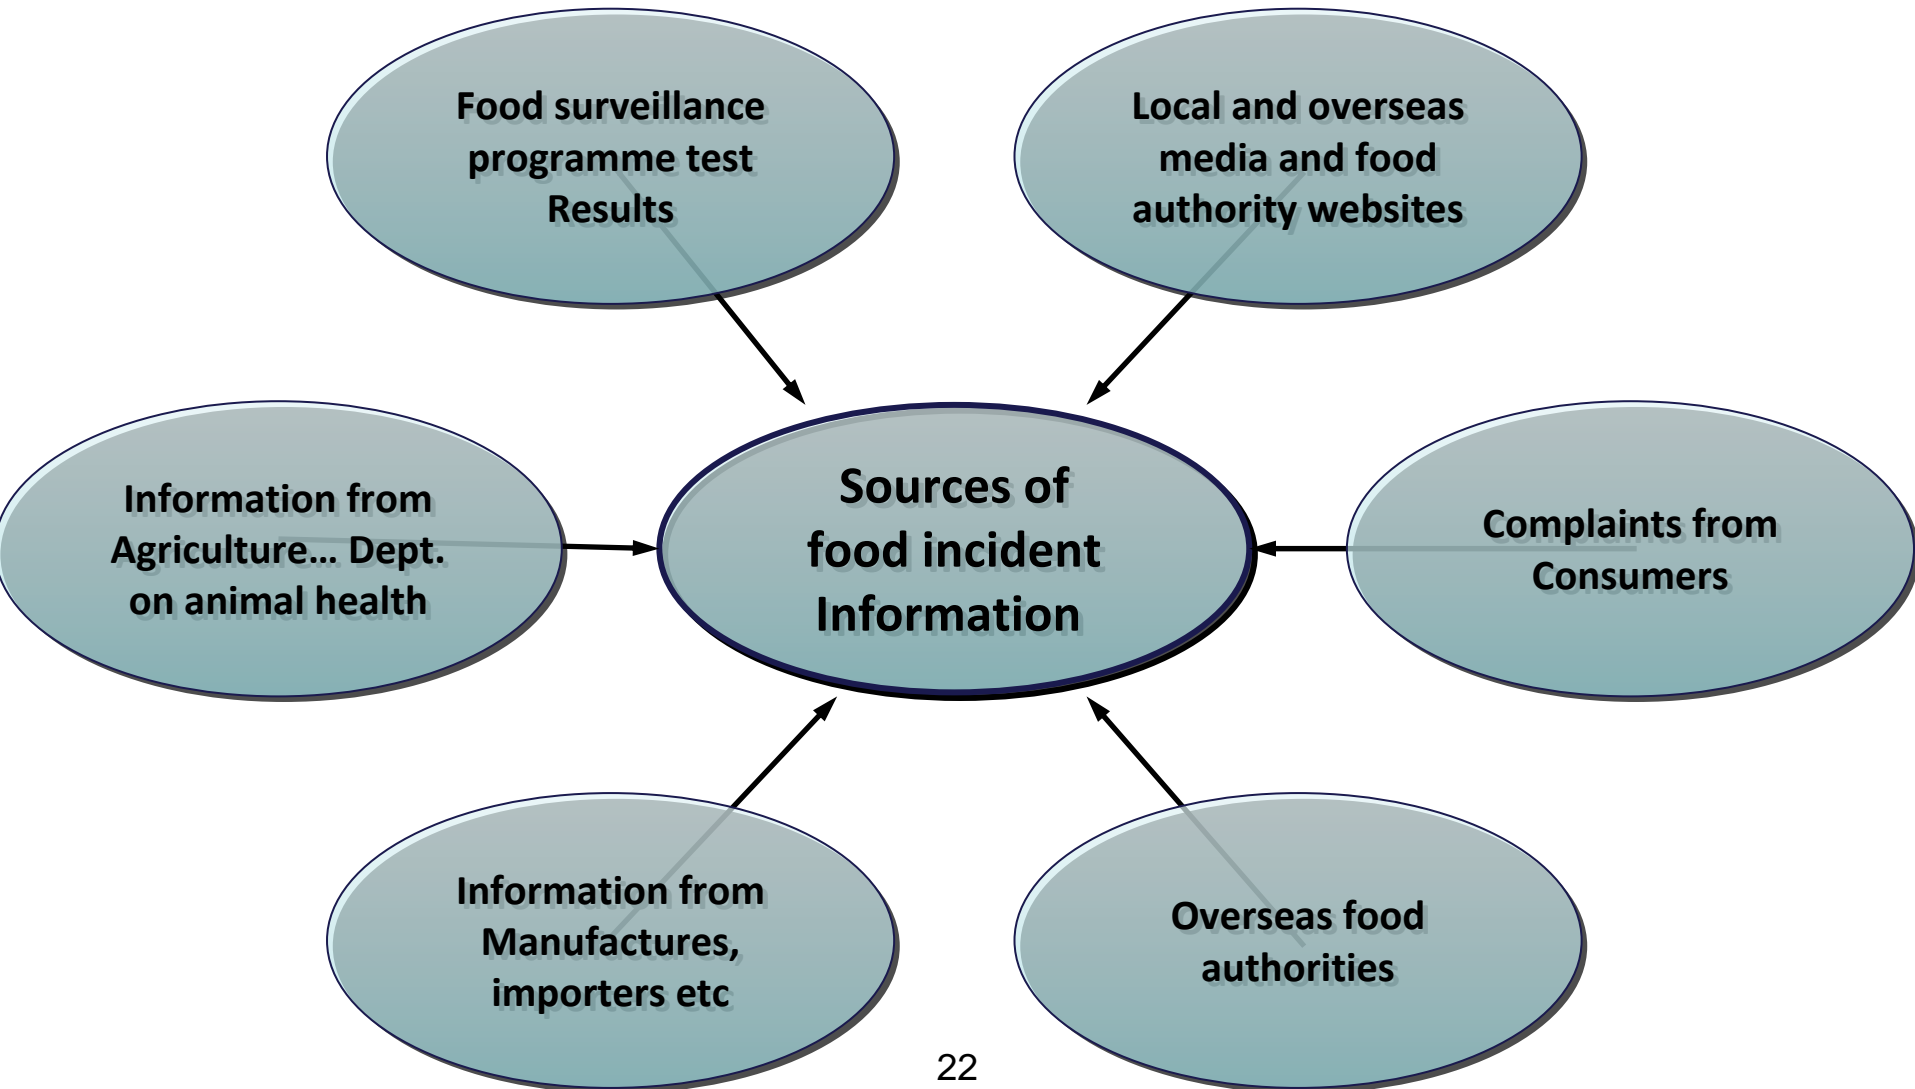 Food surveillance
programme test
Results
Local and overseas
media and food
authority websites
Information from
Agriculture… Dept.
on animal health
Sources of
food incident
Information
Complaints from
Consumers
Information from
Manufactures,
importers etc
Overseas food
authorities
22